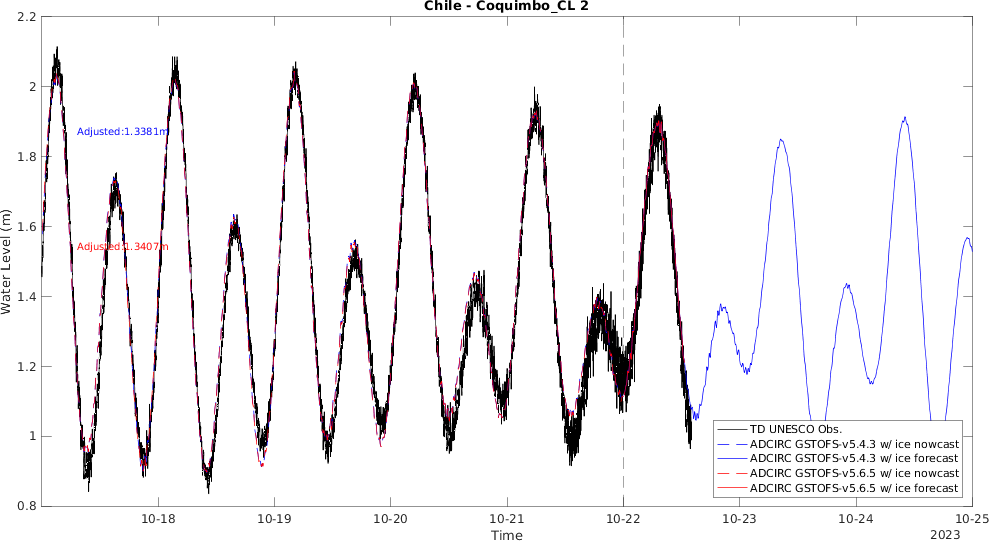 Chile - Coquimbo_CL 2
2.2
2
1.8
1.6
1.4
1.2
1
0.8
Water Level (m)
Adjusted:1.3381m
Adjusted:1.3407m
TD UNESCO Obs.
ADCIRC GSTOFS-v5.4.3 w/ ice nowcast
ADCIRC GSTOFS-v5.4.3 w/ ice forecast
ADCIRC GSTOFS-v5.6.5 w/ ice nowcast
ADCIRC GSTOFS-v5.6.5 w/ ice forecast
10-18 10-19 10-20 10-21 10-22 10-23 10-24 10-25
Time
2023